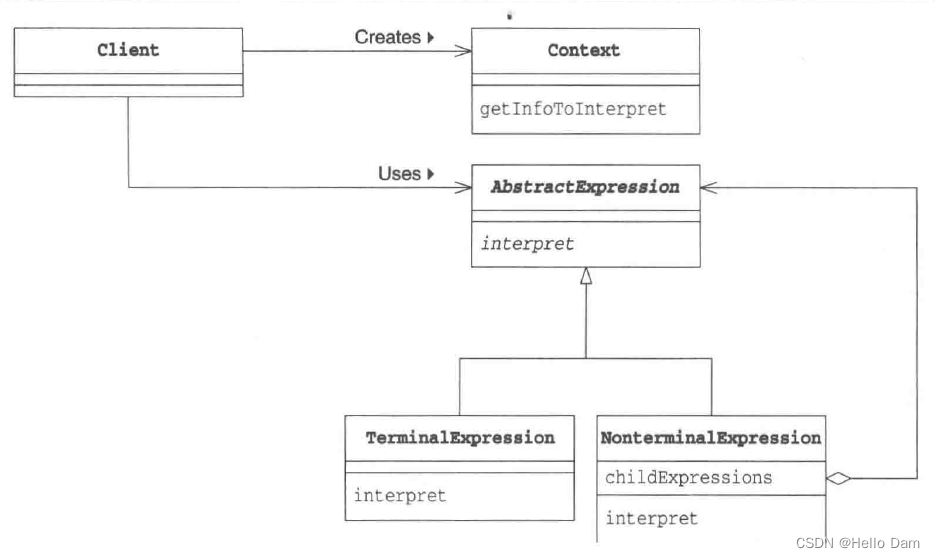 Client
Creates ▶
Context
getInfoToInterpret
Uses ▶
AbstractExpression
interpret
TerminalExpression
interpret
NonterminalExpression
childExpressions
interpret
CSDN @Hello Dam